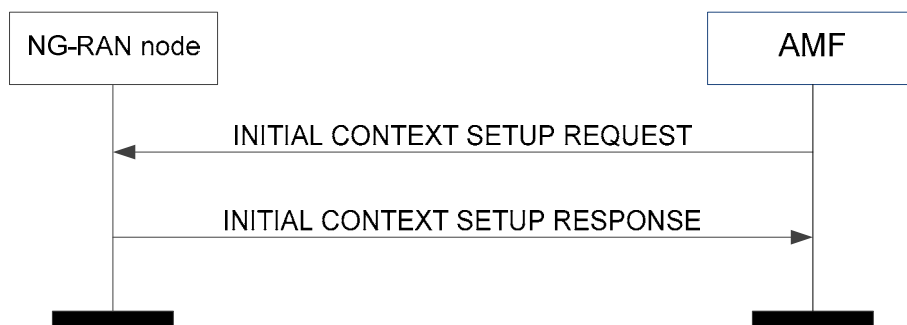 NG-RAN node
AMF
INITIAL CONTEXT SETUP REQUEST
INITIAL CONTEXT SETUP RESPONSE